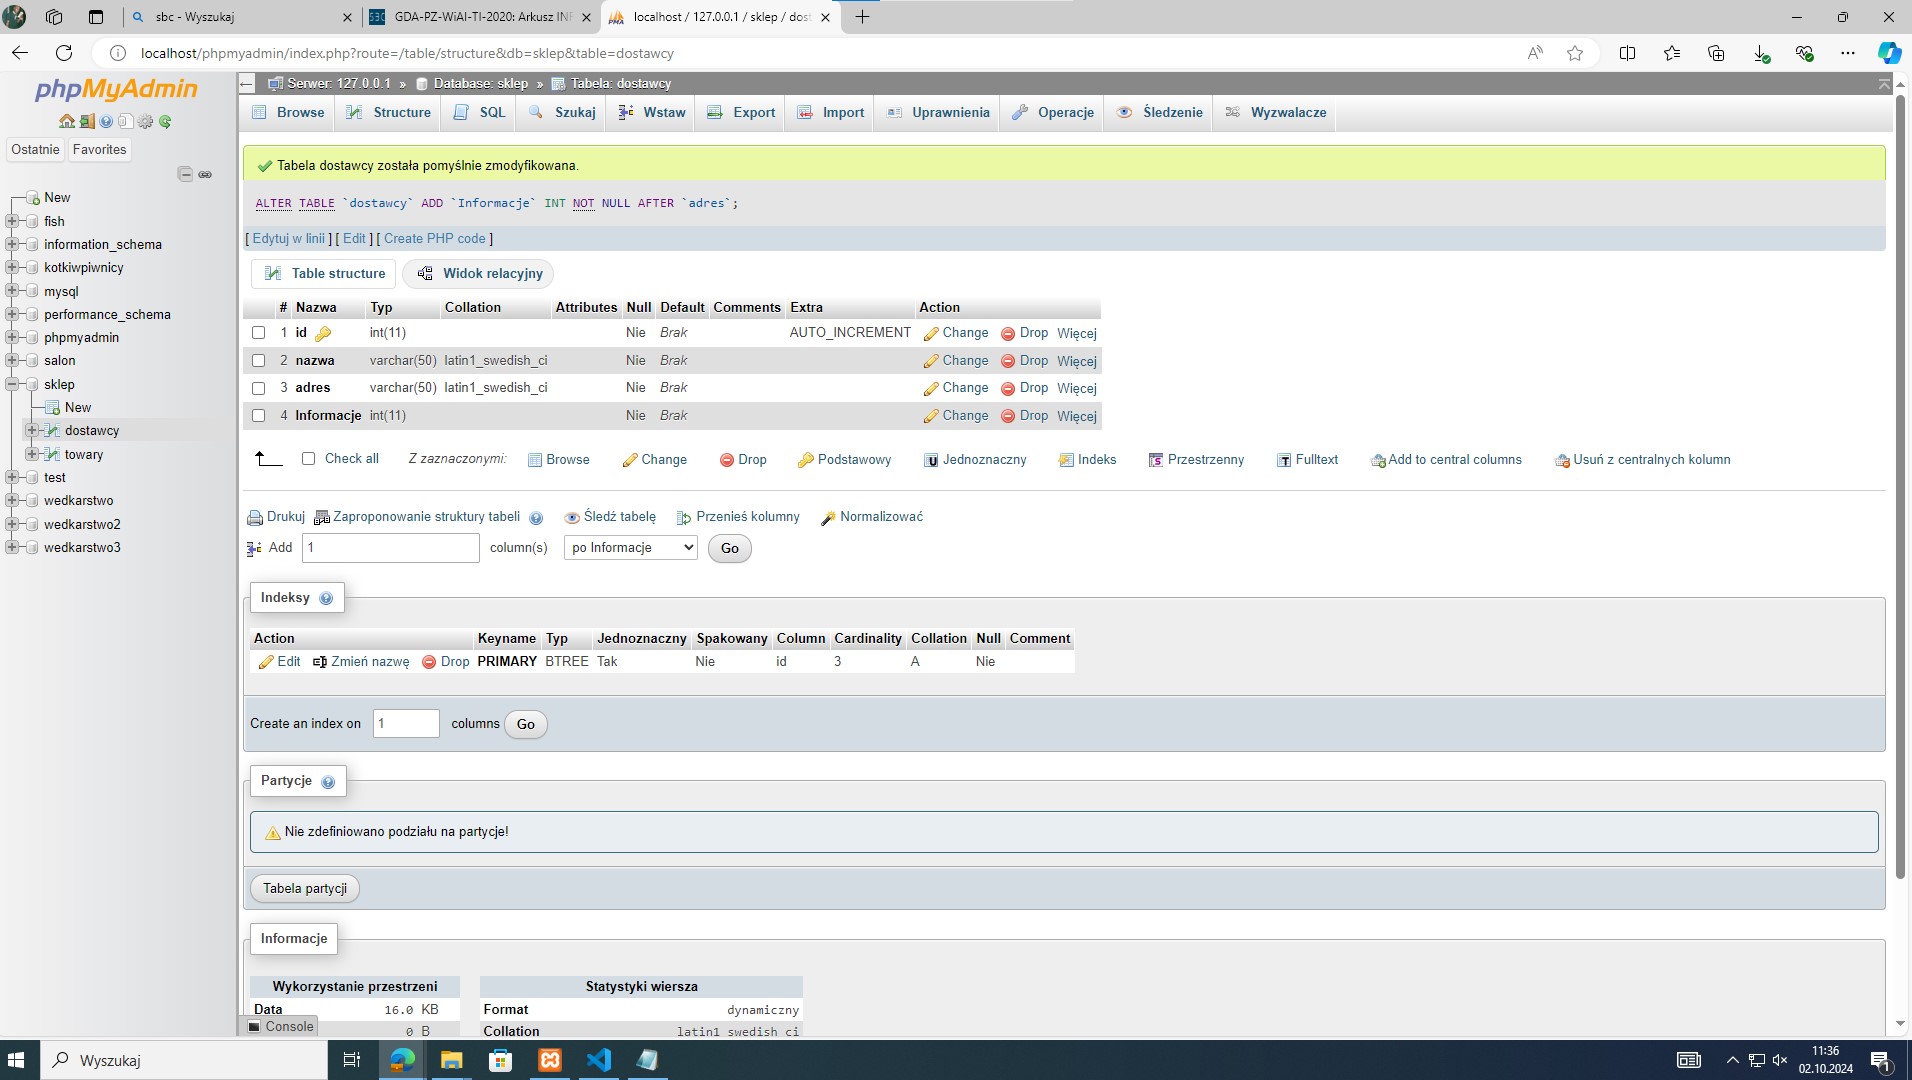 sbc - Wyszukaj
GDA-PZ-WiAI-TI-2020: Arkusz INF
localhost / 127.0.0.1 / sklep / dost
localhost/phpmyadmin/index.php?route=/table/structure&db=sklep&table=dostawcy
phpMyAdmin
Ostatnie Favorites
New
fish
information_schema
kotkiwpiwnicy
mysql
performance_schema
phpmyadmin
salon
sklep
New
dostawcy
towary
test
wedkarstwo
wedkarstwo2
wedkarstwo3
Serwer: 127.0.0.1 » Database: sklep » Tabela: dostawcy
Browse Structure SQL Szukaj Wstaw Export Import Uprawnienia Operacje Śledzenie Wyzwalacze
Tabela dostawcy została pomyślnie zmodyfikowana.
ALTER TABLE `dostawcy` ADD `Informacje` INT NOT NULL AFTER `adres`;
[ Edytuj w linii ] [ Edit ] [ Create PHP code ]
Table structure Widok relacyjny
# Nazwa Typ Collation Attributes Null Default Comments Extra Action
1 id int(11) Nie Brak AUTO_INCREMENT Change Drop Więcej
2 nazwa varchar(50) latin1_swedish_ci Nie Brak Change Drop Więcej
3 adres varchar(50) latin1_swedish_ci Nie Brak Change Drop Więcej
4 Informacje int(11) Nie Brak Change Drop Więcej
Check all Z zaznaczonymi: Browse Change Drop Podstawowy Jednoznaczny Indeks Przestrzenny Fulltext Add to central columns Usuń z centralnych kolumn
Drukuj Zaproponowanie struktury tabeli Śledź tabelę Przenieś kolumny Normalizować
Add 1 column(s) po Informacje Go
Indeksy
Action Keyname Typ Jednoznaczny Spakowany Column Cardinality Collation Null Comment
Edit Zmień nazwę Drop PRIMARY BTREE Tak Nie id 3 A Nie
Create an index on 1 columns Go
Partycje
Nie zdefiniowano podziału na partycje!
Tabela partycji
Informacje
Wykorzystanie przestrzeni
Data 16.0 KB
0 B
Statystyki wiersza
Format dynamiczny
Collation latin1_swedish_ci
Console
Wyszukaj
11:36
02.10.2024
1